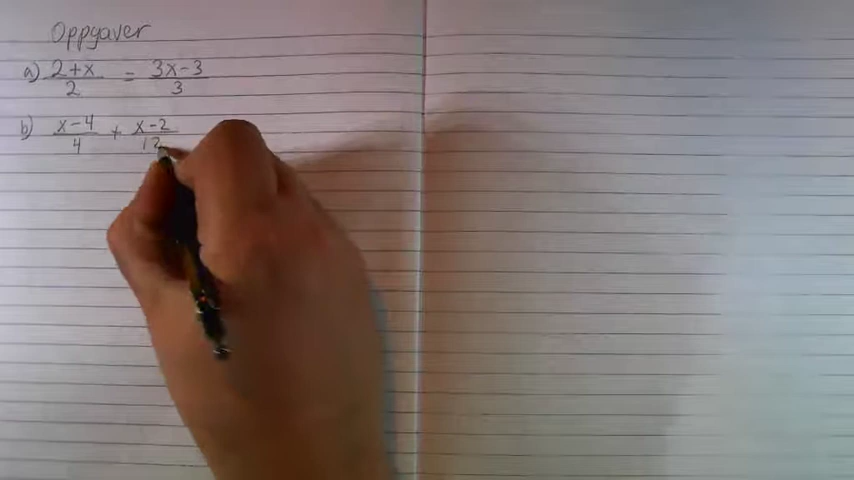 Oppgaver
a) 2+x/2 = 3x-3/3
b) x-4/4 + x-2/12